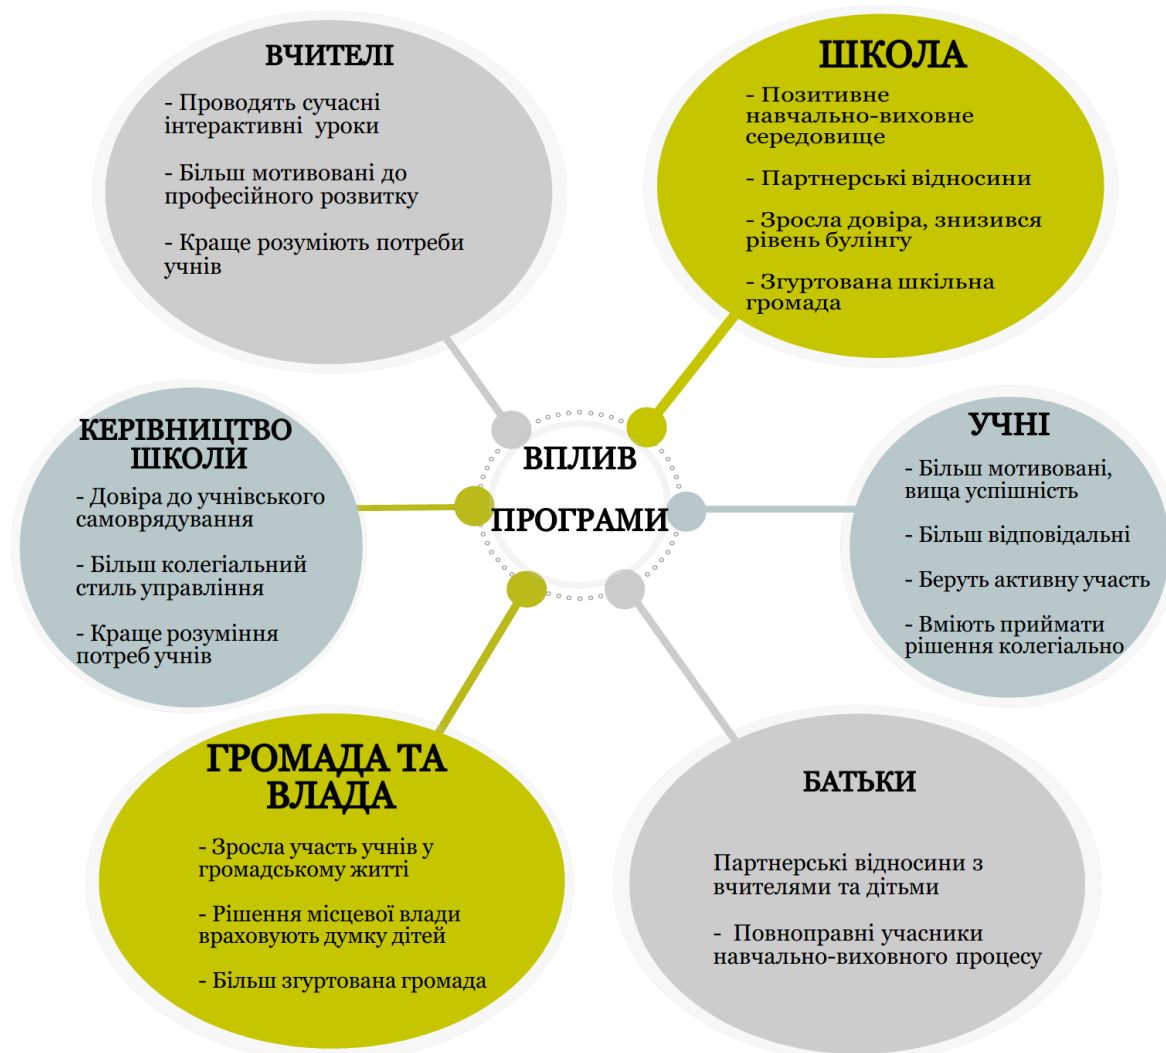 ВЧИТЕЛІ
- Проводять сучасні
інтерактивні уроки
- Більш мотивовані до
професійного розвитку
- Краще розуміють потреби
учнів
ШКОЛА
- Позитивне
навчально-виховне
середовище
- Партнерські відносини
- Зросла довіра, знизився
рівень булінгу
- Згуртована шкільна
громада
КЕРІВНИЦТВО
ШКОЛИ
- Довіра до учнівського
самоврядування
- Більш колегіальний
стиль управління
- Краще розуміння
потреб учнів
ВПЛИВ
ПРОГРАМИ
УЧНІ
- Більш мотивовані,
вища успішність
- Більш відповідальні
- Беруть активну участь
- Вміють приймати
рішення колегіально
ГРОМАДА ТА
ВЛАДА
- Зросла участь учнів у
громадському житті
- Рішення місцевої влади
враховують думку дітей
- Більш згуртована громада
БАТЬКИ
Партнерські відносини з
вчителями та дітьми
- Повноправні учасники
навчально-виховного процесу